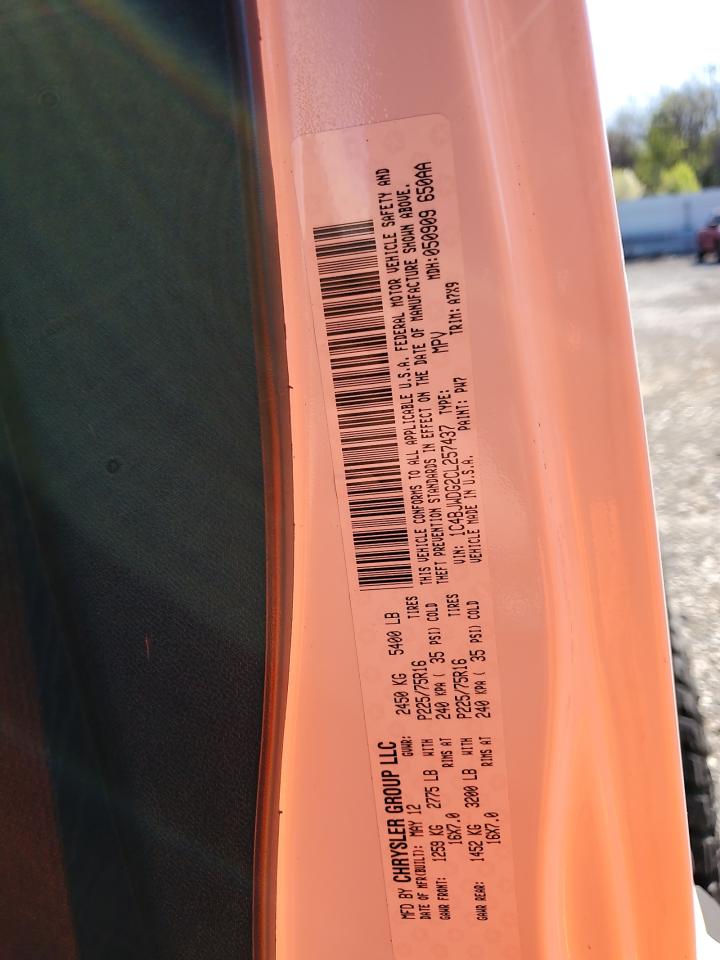 MFD BY CHRYSLER GROUP LLC
DATE OF MFR(BUILT): MAY 12 GVWR: 2450 KG 5400 LB
GAWR FRONT: 1259 KG 2775 LB WITH P225/75R16 TIRES
16X7.0 RIMS AT 240 KPA ( 35 PSI) COLD
GAWR REAR: 1452 KG 3200 LB WITH P225/75R16 TIRES
16X7.0 RIMS AT 240 KPA ( 35 PSI) COLD
THIS VEHICLE CONFORMS TO ALL APPLICABLE U.S.A. FEDERAL MOTOR VEHICLE SAFETY AND
THEFT PREVENTION STANDARDS IN EFFECT ON THE DATE OF MANUFACTURE SHOWN ABOVE.
VIN: 1C4BJWDG2CL257437 TYPE: MPV MDH:050909 650AA
VEHICLE MADE IN U.S.A. PAINT: PW7 TRIM: A7X9